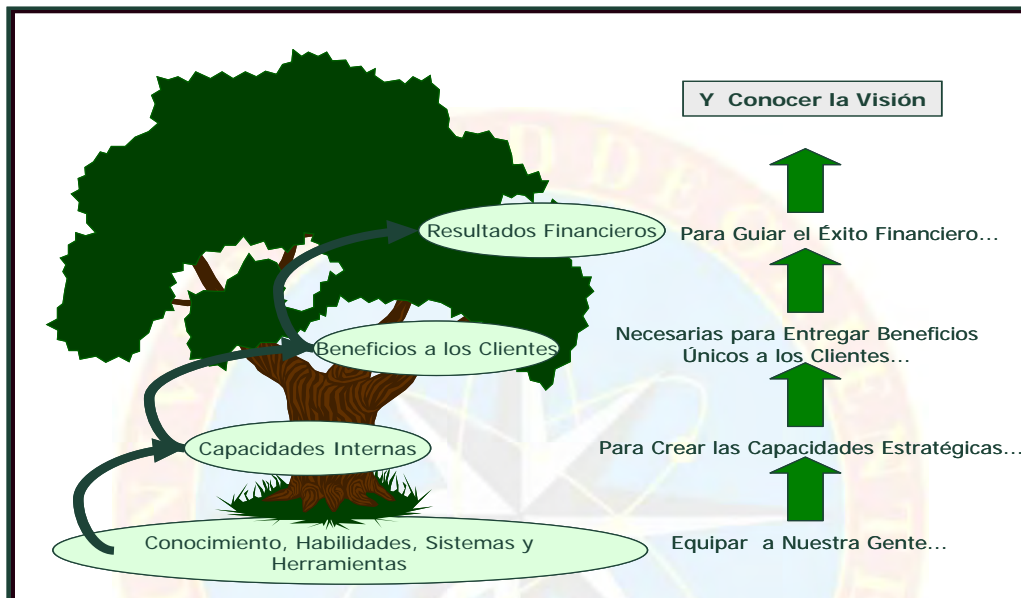 Y Conocer la Visión
Resultados Financieros
Para Guiar el Éxito Financiero...
Beneficios a los Clientes
Necesarias para Entregar Beneficios
Únicos a los Clientes...
Capacidades Internas
Para Crear las Capacidades Estratégicas...
Conocimiento, Habilidades, Sistemas y
Herramientas
Equipar a Nuestra Gente...